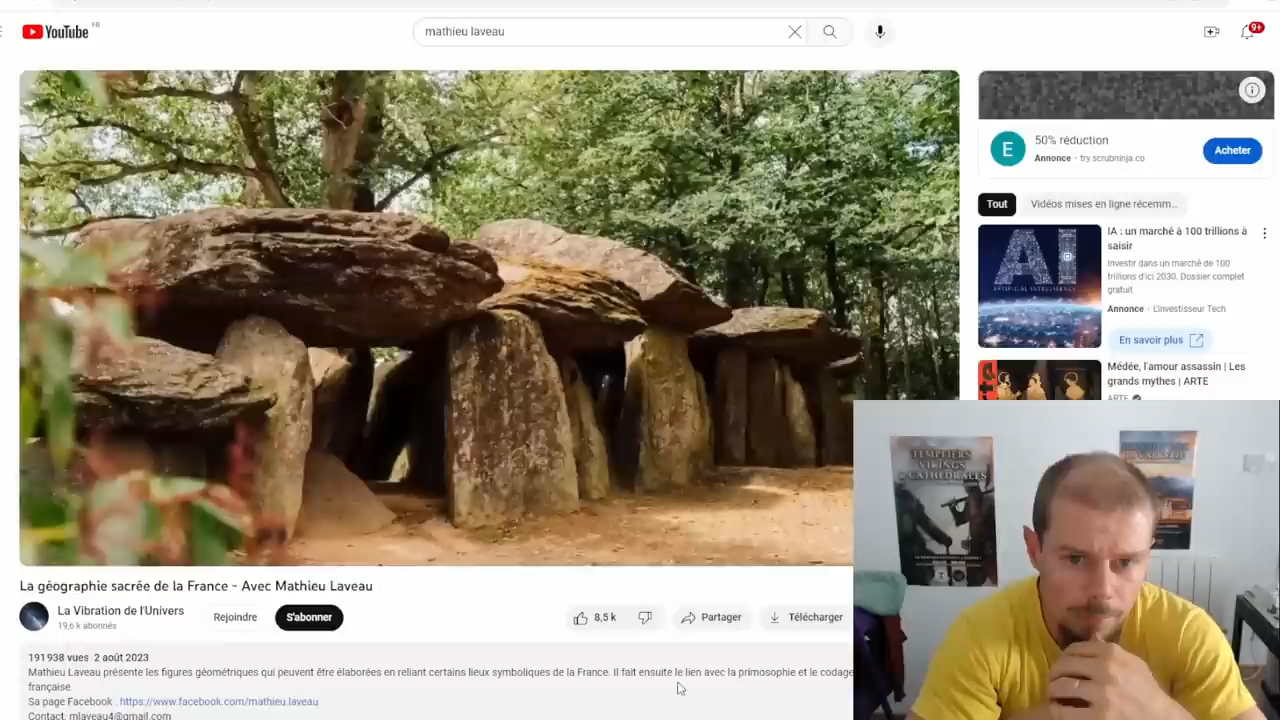 YouTube FR
mathieu laveau
9+
50% réduction
Annonce · try.scrubninja.co
E
Acheter
Tout
Vidéos mises en ligne récemm...
AI
ARTIFICIAL INTELLIGENCE
IA : un marché à 100 trillions à
saisir
Investir dans un marché de 100
trillions d'ici 2030. Dossier complet
gratuit
Annonce · L'investisseur Tech
En savoir plus
arte
Médée, l'amour assassin | Les
grands mythes | ARTE
ARTE
TEMPLIERS
VIKINGS
& CATHÉDRALES
La géographie sacrée de la France - Avec Mathieu Laveau
La Vibration de l'Univers
19,6 k abonnés
Rejoindre
S'abonner
8,5 k
Partager
Télécharger
191 938 vues 2 août 2023
Mathieu Laveau présente les figures géométriques qui peuvent être élaborées en reliant certains lieux symboliques de la France. Il fait ensuite le lien avec la primosophie et le codage
française.
Sa page Facebook : https://www.facebook.com/mathieu.laveau
Contact: mlaveau4@gmail.com